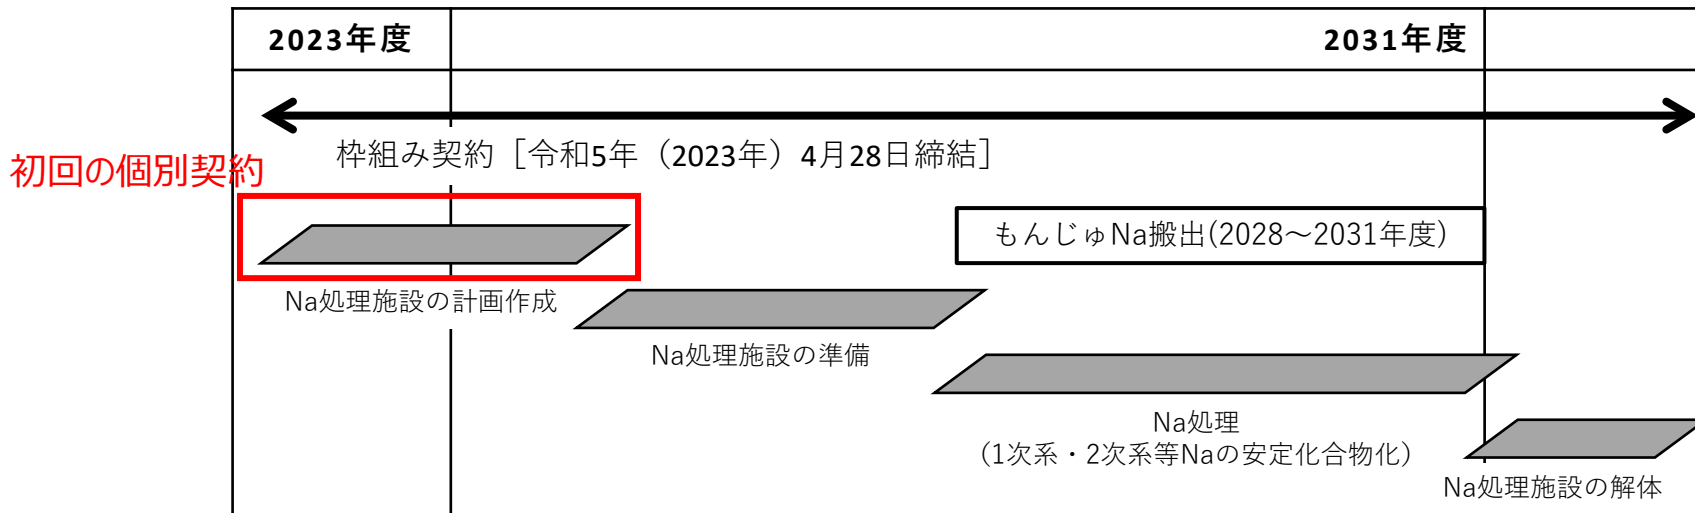 2023年度
2031年度
枠組み契約［令和5年（2023年）4月28日締結］
初回の個別契約
もんじゅNa搬出(2028～2031年度)
Na処理施設の計画作成
Na処理施設の準備
Na処理
(1次系・2次系等Naの安定化合物化)
Na処理施設の解体